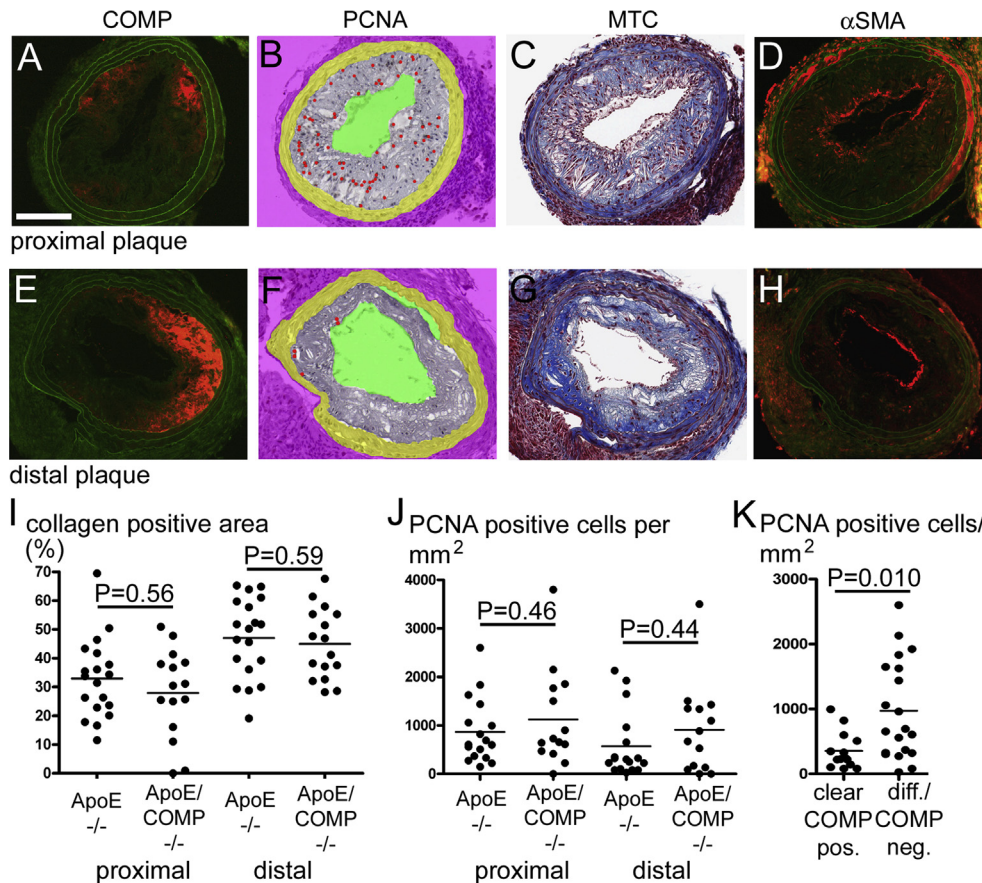 COMP PCNA MTC αSMA
A B C D
proximal plaque
E F G H
distal plaque
I collagen positive area
(%)
J PCNA positive cells per
mm2
K PCNA positive cells/
mm2
P=0.56
P=0.59
P=0.46
P=0.44
P=0.010
70
60
50
40
30
20
10
0
4000
3000
2000
1000
0
3000
2000
1000
0
ApoE
-/-
ApoE/
COMP
-/-
ApoE
-/-
ApoE/
COMP
-/-
proximal distal
ApoE
-/-
ApoE/
COMP
-/-
ApoE
-/-
ApoE/
COMP
-/-
proximal distal
clear
COMP
pos.
diff./
COMP
neg.